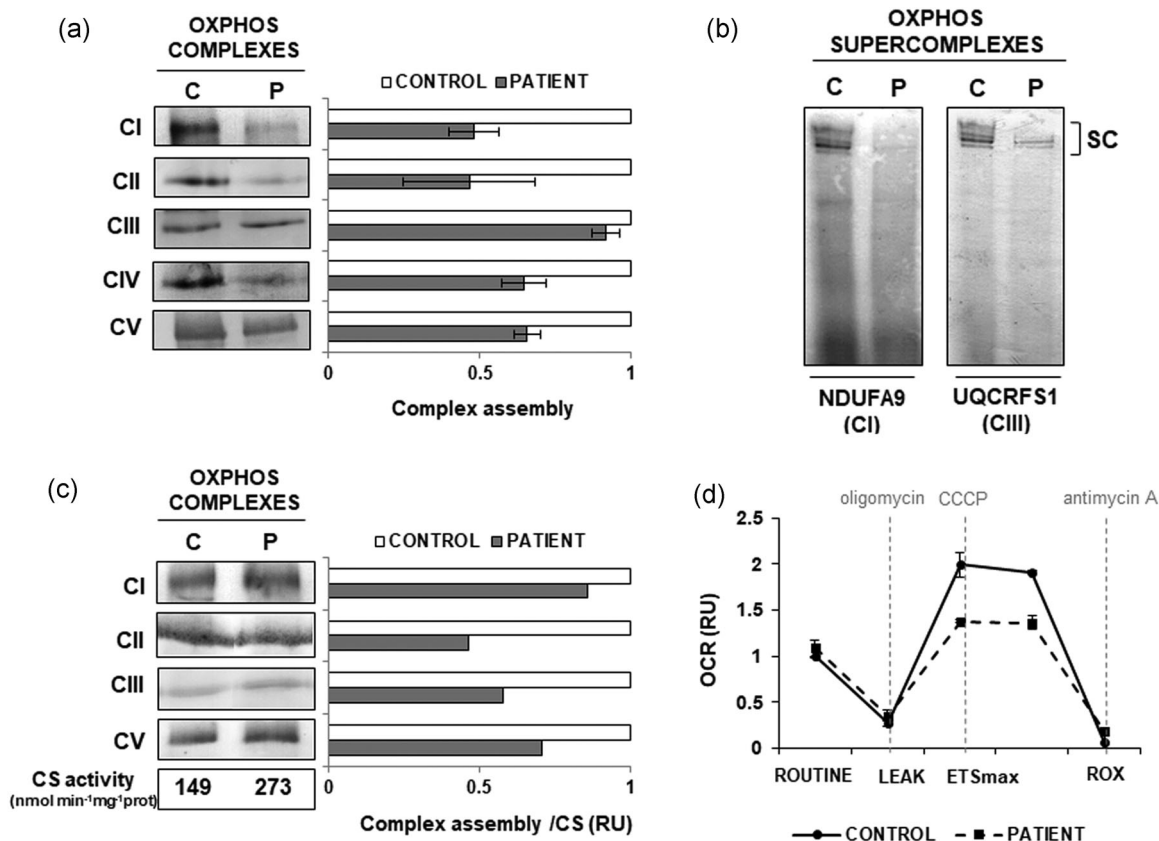 (a)
OXPHOS
COMPLEXES
C P
CONTROL PATIENT
CI
CII
CIII
CIV
CV
0 0.5 1
Complex assembly
(b)
OXPHOS
SUPERCOMPLEXES
C P C P
SC
NDUFA9
(CI)
UQCRFS1
(CIII)
(c)
OXPHOS
COMPLEXES
C P
CONTROL PATIENT
CI
CII
CIII
CV
CS activity 149 273
(nmol min-1mg-1prot)
0 0.5 1
Complex assembly /CS (RU)
(d)
oligomycin CCCP antimycin A
2.5
2
1.5
1
0.5
0
OCR (RU)
ROUTINE LEAK ETSmax ROX
CONTROL PATIENT